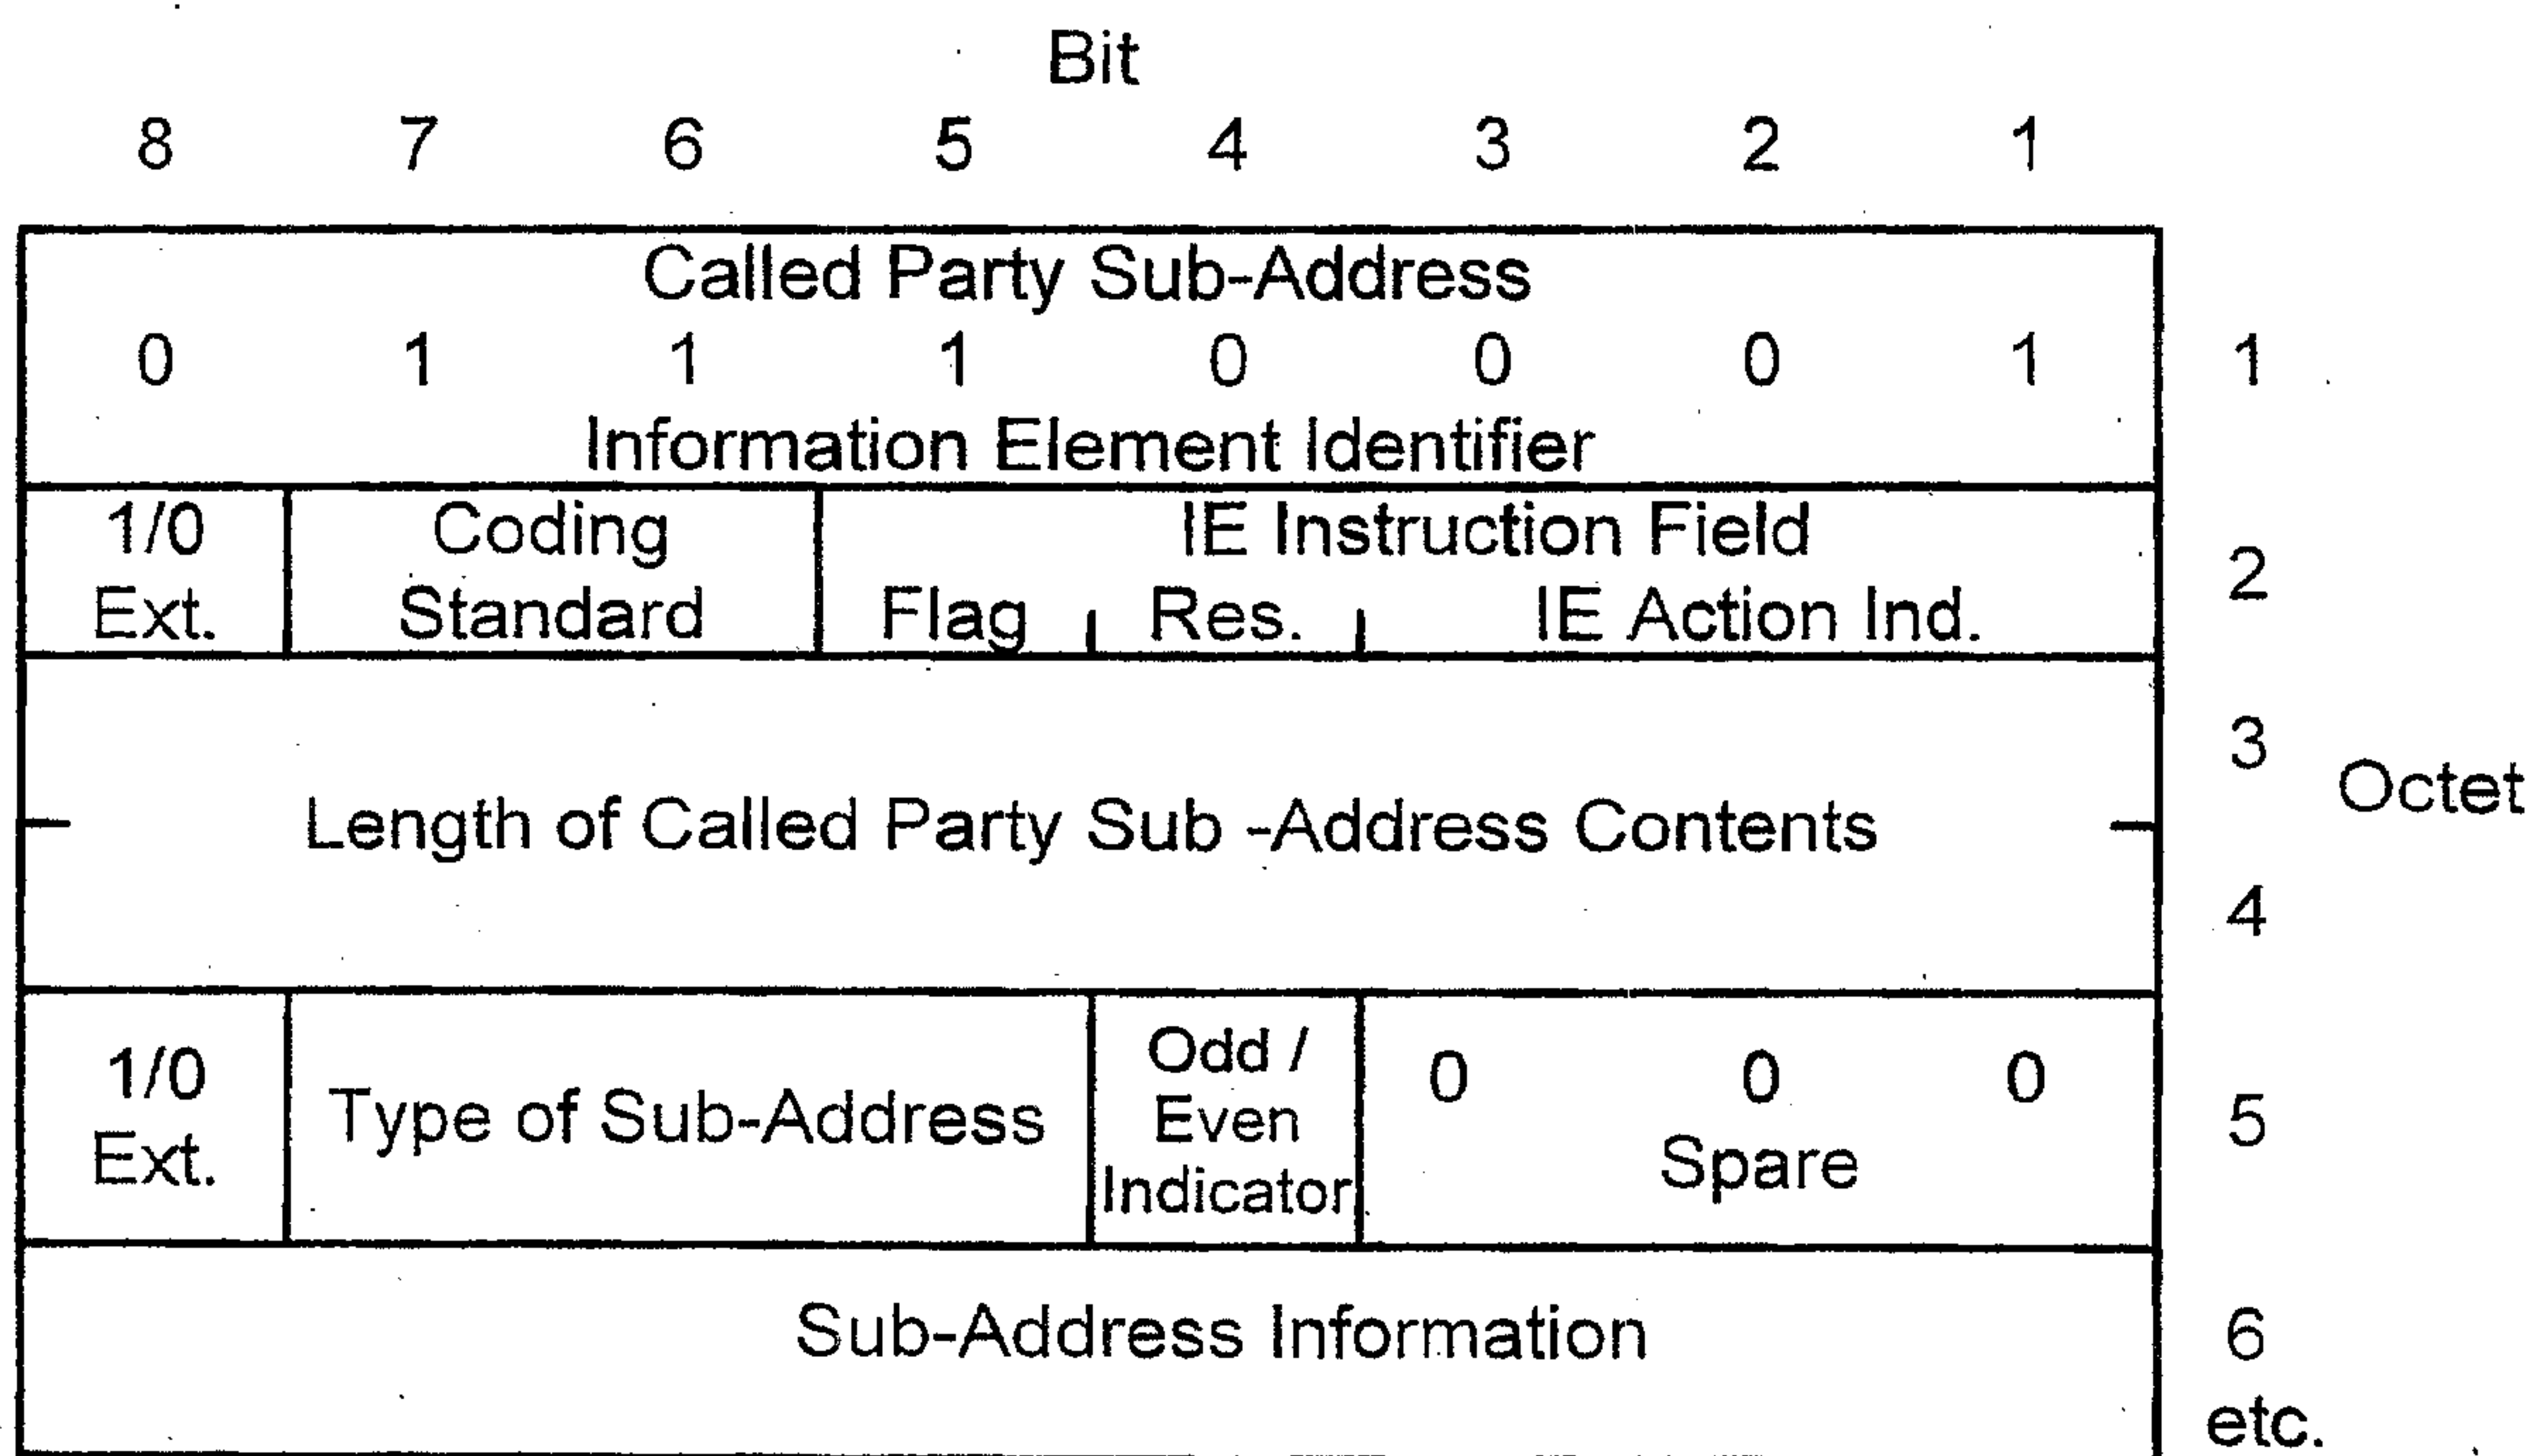 Bit
8 7 6 5 4 3 2 1
Called Party Sub-Address
0 1 1 1 0 0 0 1 1
Information Element Identifier
1/0 Coding IE Instruction Field
2
Ext. Standard Flag Res. IE Action Ind.
3
Octet
Length of Called Party Sub -Address Contents
4
Odd /
1/0 0 0 0
Type of Sub-Address Even 5
Ext. Spare
Indicator
Sub-Address Information 6
etc.